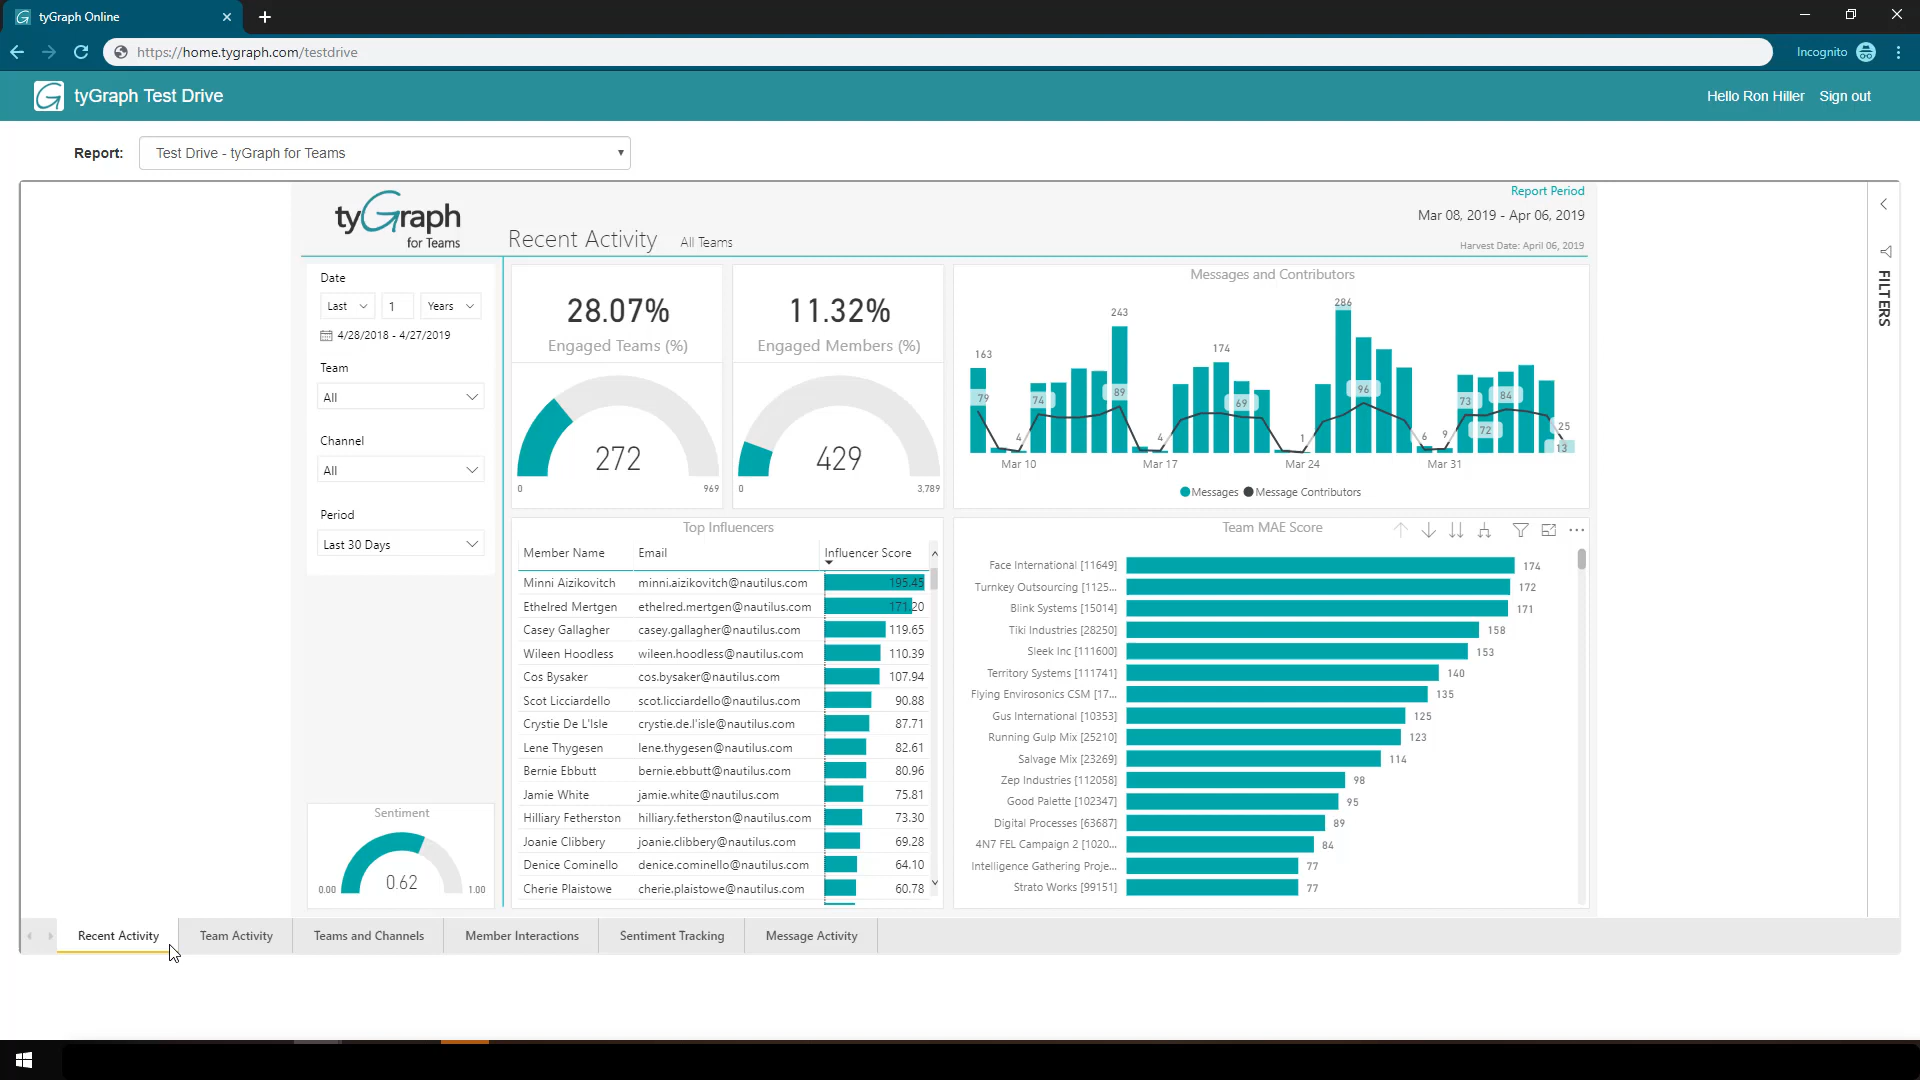 tyGraph Online
https://home.tygraph.com/testdrive
Incognito
tyGraph Test Drive
Hello Ron Hiller
Sign out
Report:
Test Drive - tyGraph for Teams
tyGraph
for Teams
Recent Activity
All Teams
Report Period
Mar 08, 2019 - Apr 06, 2019
Harvest Date: April 06, 2019
FILTERS
Date
Last
1
Years
4/28/2018 - 4/27/2019
Team
All
Channel
All
Period
Last 30 Days
Sentiment
0.62
0.00
1.00
28.07%
Engaged Teams (%)
272
0
969
11.32%
Engaged Members (%)
429
0
3,789
Messages and Contributors
163
79
4
74
243
89
4
174
69
1
286
96
6
9
73
72
84
25
13
Mar 10
Mar 17
Mar 24
Mar 31
Messages
Message Contributors
Top Influencers
Member Name Email Influencer Score
Minni Aizikovitch minni.aizikovitch@nautilus.com 195.45
Ethelred Mertgen ethelred.mertgen@nautilus.com 171.20
Casey Gallagher casey.gallagher@nautilus.com 119.65
Wileen Hoodless wileen.hoodless@nautilus.com 110.39
Cos Bysaker cos.bysaker@nautilus.com 107.94
Scot Licciardello scot.licciardello@nautilus.com 90.88
Crystie De L'Isle crystie.de.l'isle@nautilus.com 87.71
Lene Thygesen lene.thygesen@nautilus.com 82.61
Bernie Ebbutt bernie.ebbutt@nautilus.com 80.96
Jamie White jamie.white@nautilus.com 75.81
Hilliary Fetherston hilliary.fetherston@nautilus.com 73.30
Joanie Clibbery joanie.clibbery@nautilus.com 69.28
Denice Cominello denice.cominello@nautilus.com 64.10
Cherie Plaistowe cherie.plaistowe@nautilus.com 60.78
Team MAE Score
Face International [11649] 174
Turnkey Outsourcing [1125... 172
Blink Systems [15014] 171
Tiki Industries [28250] 158
Sleek Inc [111600] 153
Territory Systems [111741] 140
Flying Envirosonics CSM [17... 135
Gus International [10353] 125
Running Gulp Mix [25210] 123
Salvage Mix [23269] 114
Zep Industries [112058] 98
Good Palette [102347] 95
Digital Processes [63687] 89
4N7 FEL Campaign 2 [1020... 84
Intelligence Gathering Proje... 77
Strato Works [99151] 77
Recent Activity
Team Activity
Teams and Channels
Member Interactions
Sentiment Tracking
Message Activity